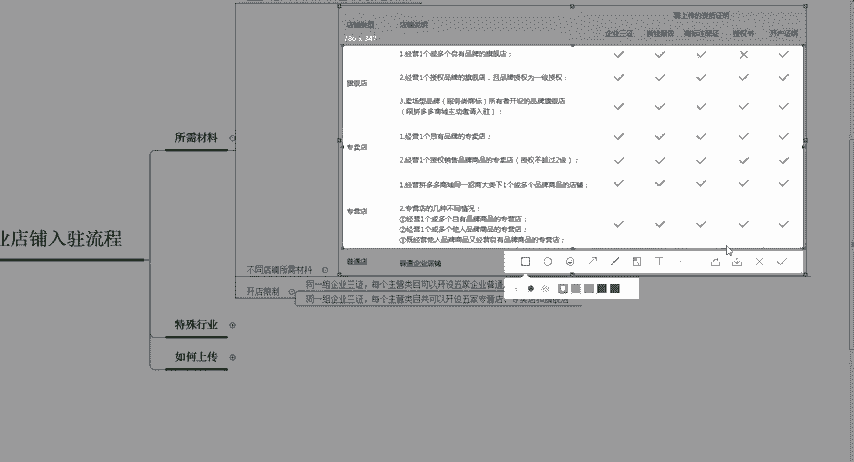 需上传的资质证明
店铺类型
店铺说明
企业三证
质检报告
商标注册证
授权书
开户证明
旗舰店
1.经营1个或多个自有品牌的旗舰店；
2.经营1个授权品牌的旗舰店，且品牌授权为一级授权；
3.卖场型品牌（服务类商标）所有者开设的品牌旗舰店
（须拼多多商城主动邀请入驻）；
所需材料
专卖店
1.经营1个自有品牌的专卖店；
2.经营1个授权销售品牌商品的专卖店（授权不超过2级）；
专营店
1.经营拼多多商城同一招商大类下1个或多个品牌商品的店铺；
2.专营店的几种不同情况：
①经营1个或多个自有品牌商品的专营店；
②经营1个或多个他人品牌商品的专营店；
③既经营他人品牌商品又经营自有品牌商品的专营店；
业店铺入驻流程
普通店
普通企业店铺
不同店铺所需材料
开店限制
同一组企业三证，每个主营类目可以开设五家企业普通
同一组企业三证，每个主营类目共可以开设五家专营店、专卖店和旗舰店
特殊行业
如何上传